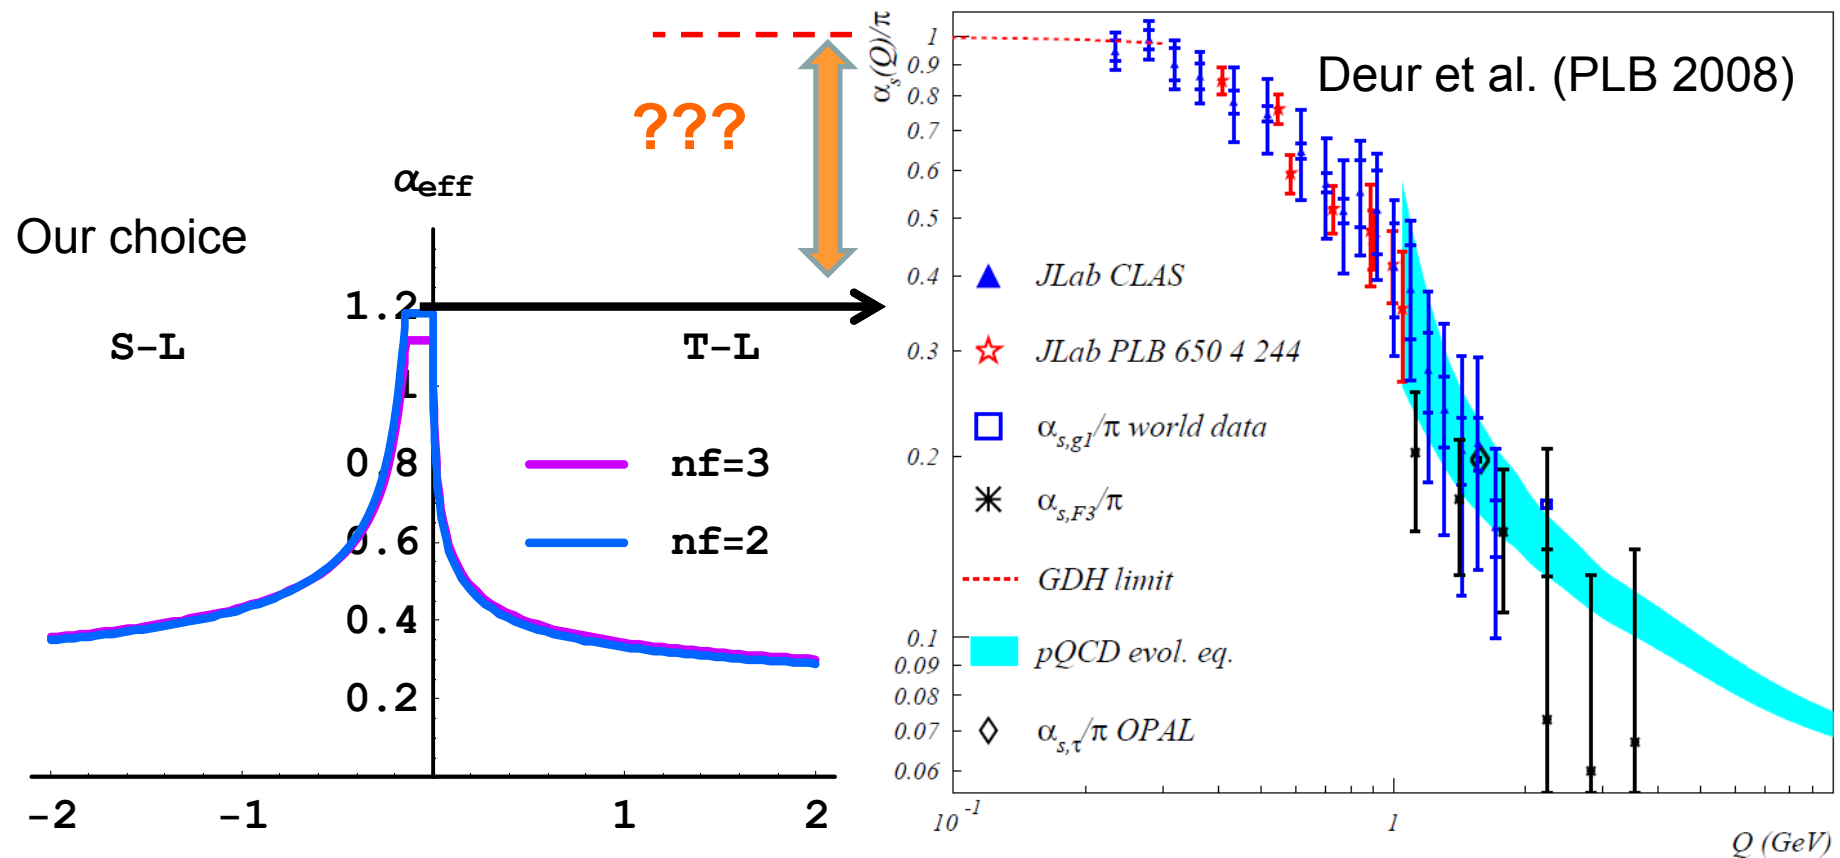 ???
α_eff
Our choice
1.2
S-L
T-L
1
0.8
nf=3
0.6
nf=2
0.4
0.2
-2
-1
1
2
α_s(Q)/π
Deur et al. (PLB 2008)
1
0.9
0.8
0.7
0.6
0.5
0.4
0.3
0.2
0.1
0.09
0.08
0.07
0.06
JLab CLAS
JLab PLB 650 4 244
α_s,g1/π world data
α_s,F3/π
GDH limit
pQCD evol. eq.
α_s,τ/π OPAL
10^-1
1
Q (GeV)